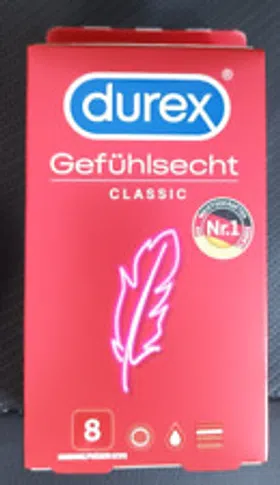 durex®
Gefühlsecht
CLASSIC
Nr.1
8